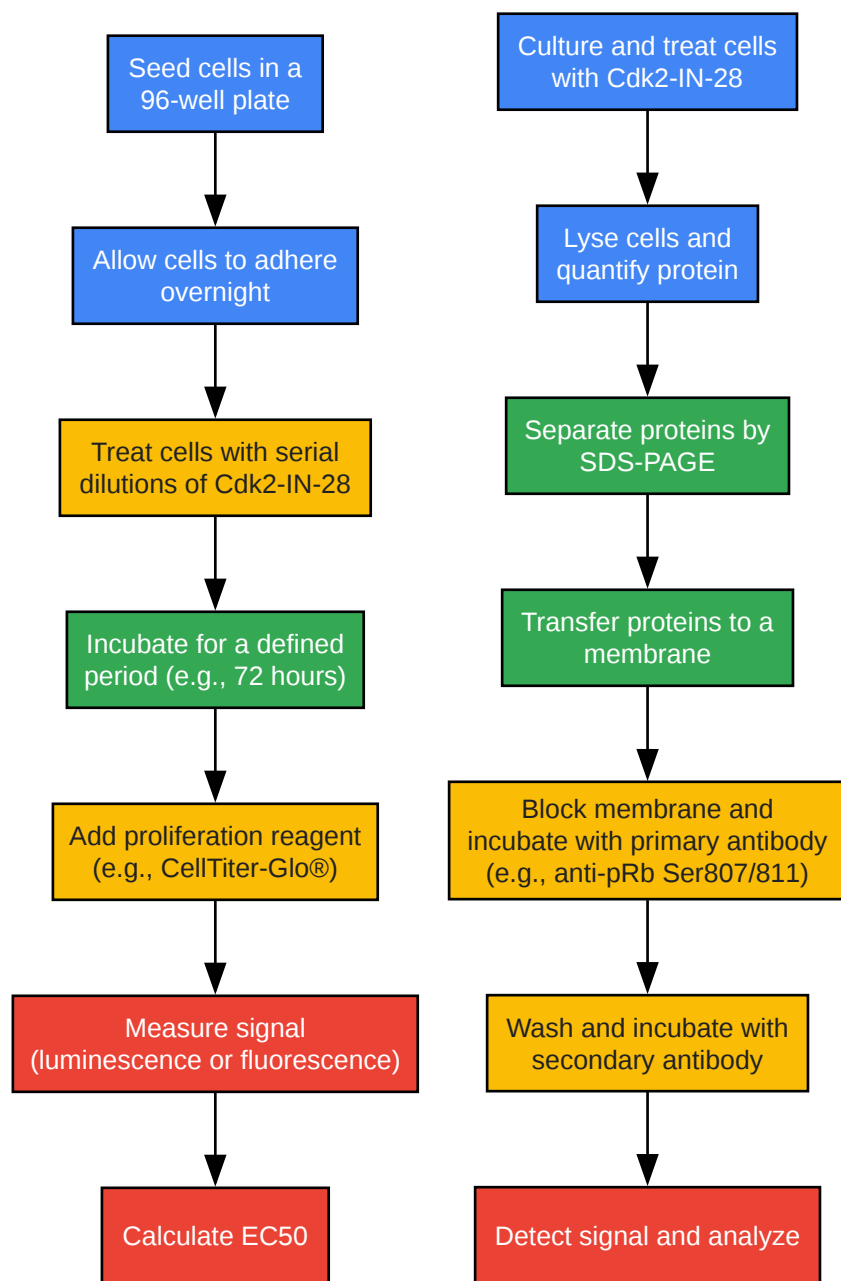 Seed cells in a
96-well plate
Allow cells to adhere
overnight
Treat cells with serial
dilutions of Cdk2-IN-28
Incubate for a defined
period (e.g., 72 hours)
Add proliferation reagent
(e.g., CellTiter-Glo®)
Measure signal
(luminescence or fluorescence)
Calculate EC50
Culture and treat cells
with Cdk2-IN-28
Lyse cells and
quantify protein
Separate proteins by
SDS-PAGE
Transfer proteins to a
membrane
Block membrane and
incubate with primary antibody
(e.g., anti-pRb Ser807/811)
Wash and incubate with
secondary antibody
Detect signal and analyze